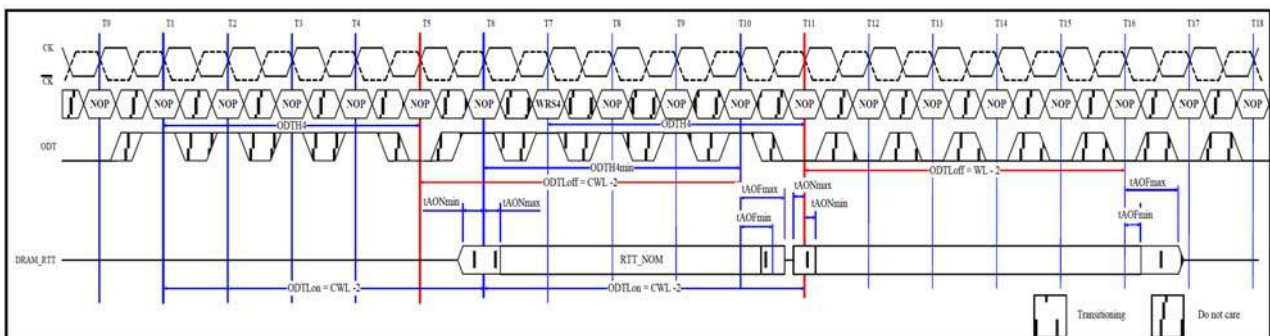 T0 T1 T2 T3 T4 T5 T6 T7 T8 T9 T10 T11 T12 T13 T14 T15 T16 T17 T18
CK
CK
NOP NOP NOP NOP NOP NOP NOP WRS4 NOP NOP NOP NOP NOP NOP NOP NOP NOP NOP NOP
ODTH4 ODTH4
ODT
ODTH4min ODTLoff = WL - 2
ODTLoff = CWL -2
tAOFmax tAONmax tAOFmax
tAONmin tAONmax tAOFmin tAONmin tAOFmin
DRAM_RTT RTT_NOM
ODTLon = CWL -2 ODTLon = CWL -2
Transitioning Do not care